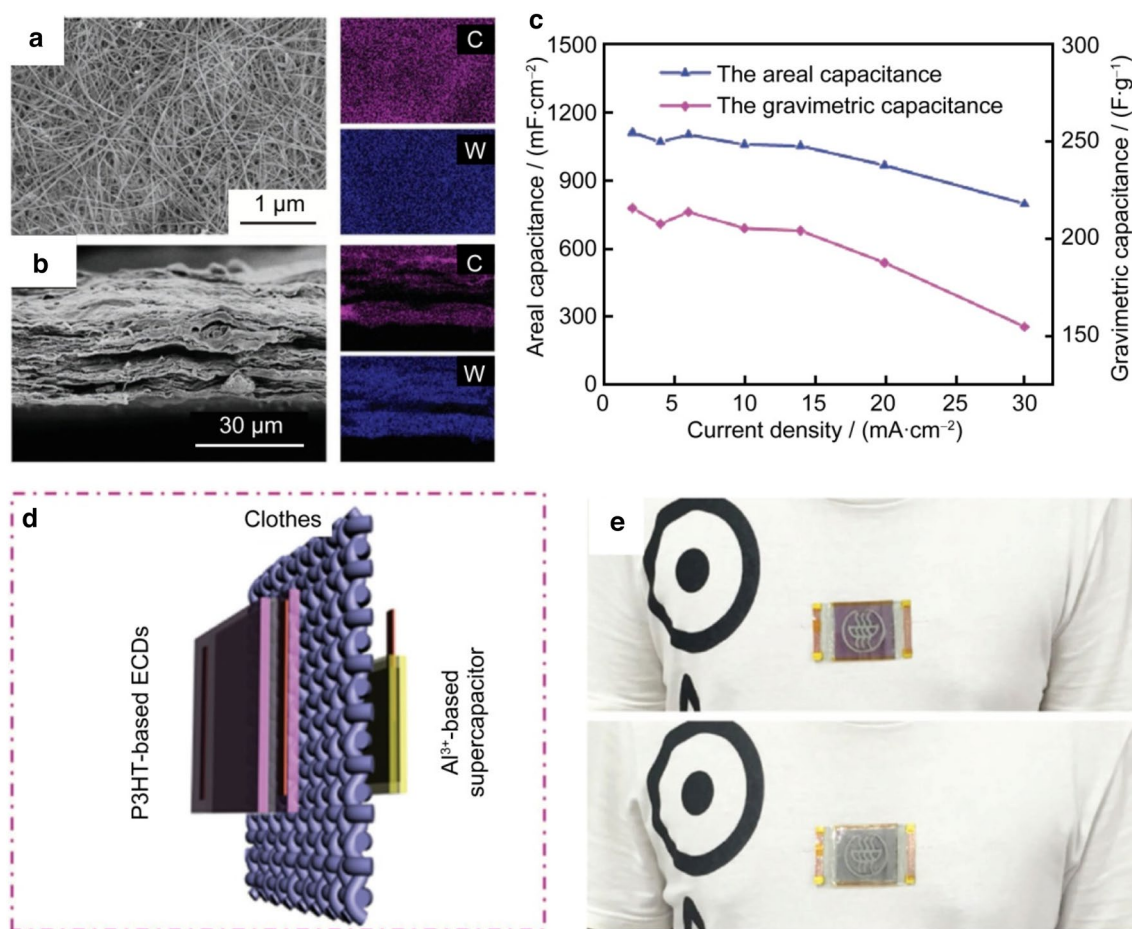 a
C
W
1 µm
b
C
W
30 µm
c
1500
1200
900
600
300
0
Areal capacitance / (mF·cm⁻²)
The areal capacitance
The gravimetric capacitance
300
250
200
150
Gravimetric capacitance / (F·g⁻¹)
0 5 10 15 20 25 30
Current density / (mA·cm⁻²)
d
Clothes
P3HT-based ECDs
Al³⁺-based
supercapacitor
e